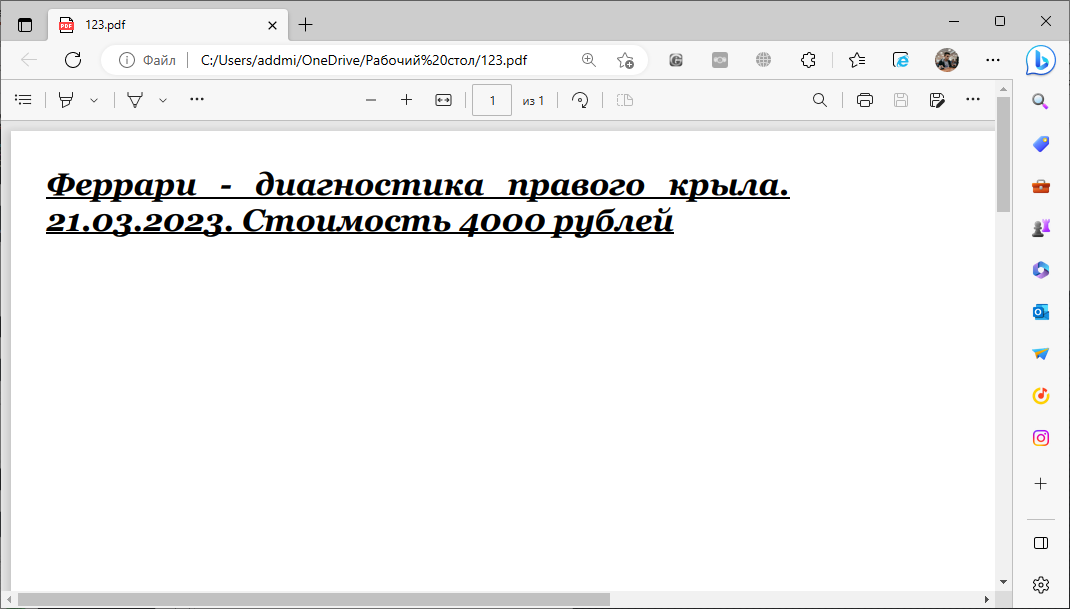 123.pdf
Файл
C:/Users/addmi/OneDrive/Рабочий%20стол/123.pdf
1 из 1
Феррари - диагностика правого крыла.
21.03.2023. Стоимость 4000 рублей